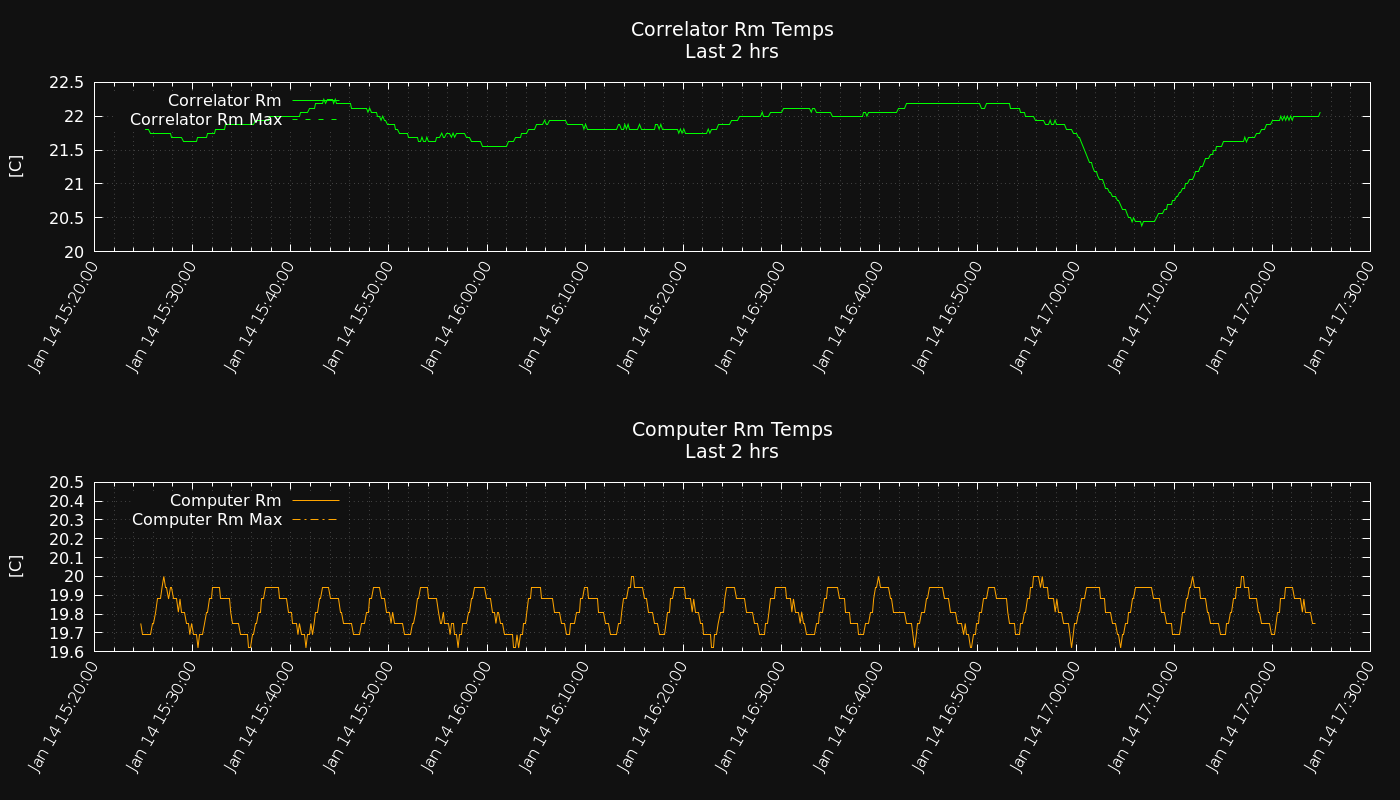 Correlator Rm Temps
Last 2 hrs
22.5
22
21.5
21
20.5
20
[C]
Correlator Rm
Correlator Rm Max
Jan 14 15:20:00
Jan 14 15:30:00
Jan 14 15:40:00
Jan 14 15:50:00
Jan 14 16:00:00
Jan 14 16:10:00
Jan 14 16:20:00
Jan 14 16:30:00
Jan 14 16:40:00
Jan 14 16:50:00
Jan 14 17:00:00
Jan 14 17:10:00
Jan 14 17:20:00
Jan 14 17:30:00
Computer Rm Temps
Last 2 hrs
20.5
20.4
20.3
20.2
20.1
20
19.9
19.8
19.7
19.6
[C]
Computer Rm
Computer Rm Max
Jan 14 15:20:00
Jan 14 15:30:00
Jan 14 15:40:00
Jan 14 15:50:00
Jan 14 16:00:00
Jan 14 16:10:00
Jan 14 16:20:00
Jan 14 16:30:00
Jan 14 16:40:00
Jan 14 16:50:00
Jan 14 17:00:00
Jan 14 17:10:00
Jan 14 17:20:00
Jan 14 17:30:00